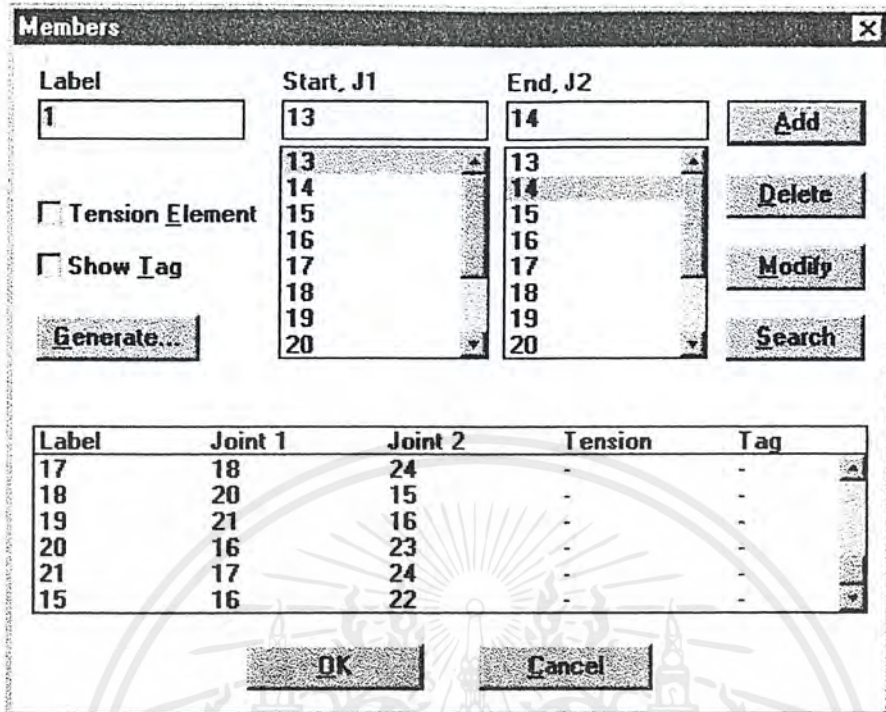 Members
Label Start, J1 End, J2
1 13 14 Add
13 13
14 14 Delete
Tension Element 15 15
16 16
Show Tag 17 17 Modify
18 18
Generate... 19 19 Search
20 20
Label Joint 1 Joint 2 Tension Tag
17 18 24 - -
18 20 15 - -
19 21 16 - -
20 16 23 - -
21 17 24 - -
15 16 22 - -
OK Cancel